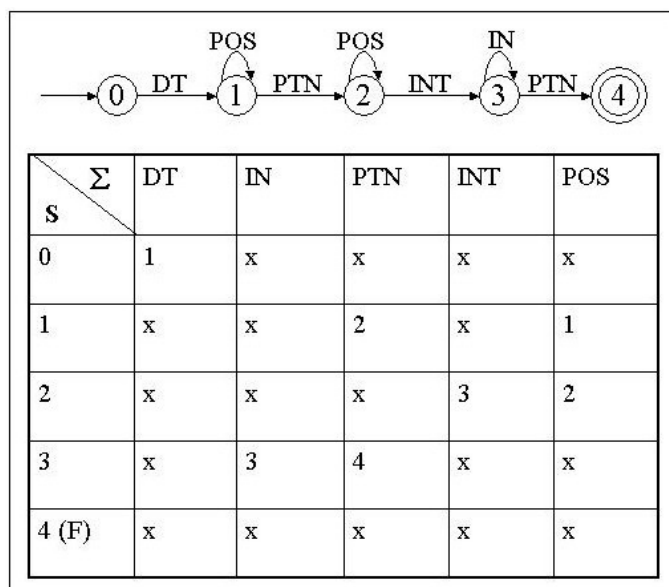 POS POS IN
0 DT 1 PTN 2 INT 3 PTN 4
Σ DT IN PTN INT POS
S
0 1 x x x x
1 x x 2 x 1
2 x x x 3 2
3 x 3 4 x x
4 (F) x x x x x